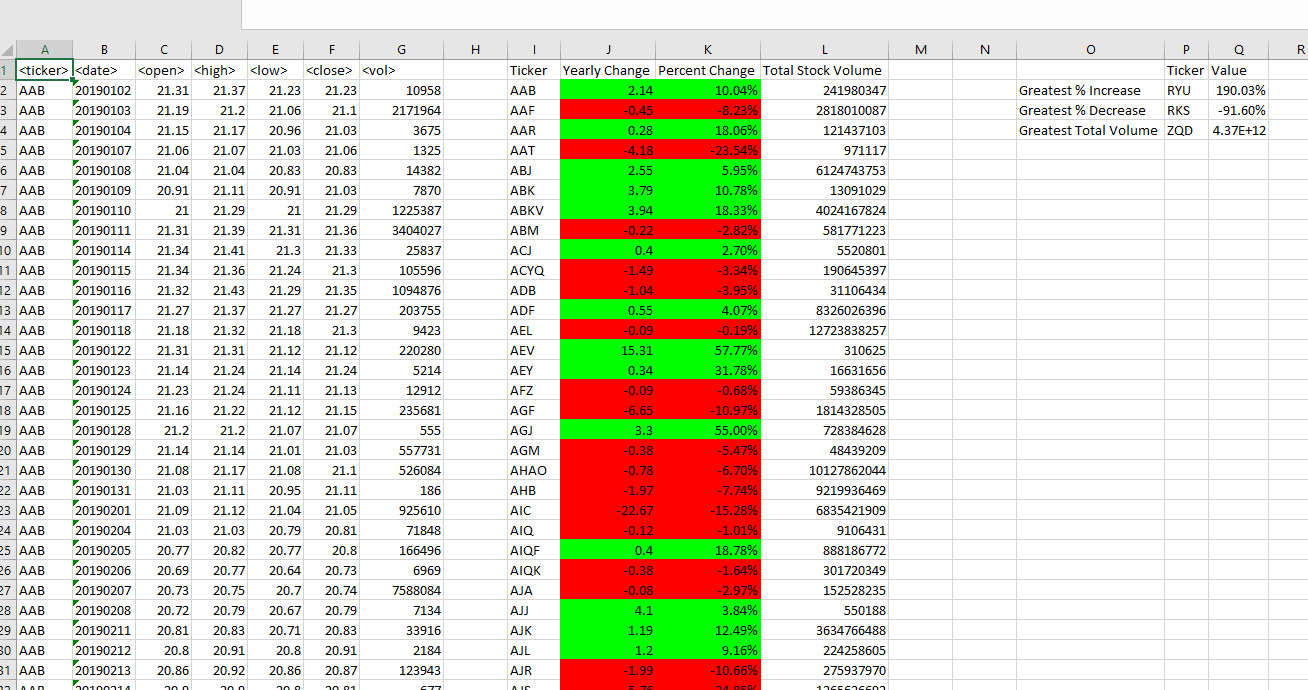 A B C D E F G H I J K L M N O P Q R
1 <ticker> <date> <open> <high> <low> <close> <vol> Ticker Yearly Change Percent Change Total Stock Volume Ticker Value
2 AAB 20190102 21.31 21.37 21.23 21.23 10958 AAB 2.14 10.04% 241980347 Greatest % Increase RYU 190.03%
3 AAB 20190103 21.19 21.2 21.06 21.1 2171964 AAF -0.45 -8.23% 2818010087 Greatest % Decrease RKS -91.60%
4 AAB 20190104 21.15 21.17 20.96 21.03 3675 AAR 0.28 18.06% 121437103 Greatest Total Volume ZQD 4.37E+12
5 AAB 20190107 21.06 21.07 21.03 21.06 1325 AAT -4.18 -23.54% 971117
6 AAB 20190108 21.04 21.04 20.83 20.83 14382 ABJ 2.55 5.95% 6124743753
7 AAB 20190109 20.91 21.11 20.91 21.03 7870 ABK 3.79 10.78% 13091029
8 AAB 20190110 21 21.29 21 21.29 1225387 ABKV 3.94 18.33% 4024167824
9 AAB 20190111 21.31 21.39 21.31 21.36 3404027 ABM -0.22 -2.82% 581771223
10 AAB 20190114 21.34 21.41 21.3 21.33 25837 ACJ 0.4 2.70% 5520801
11 AAB 20190115 21.34 21.36 21.24 21.3 105596 ACYQ -1.49 -3.34% 190645397
12 AAB 20190116 21.32 21.43 21.29 21.35 1094876 ADB -1.04 -3.95% 31106434
13 AAB 20190117 21.27 21.37 21.27 21.27 203755 ADF 0.55 4.07% 8326026396
14 AAB 20190118 21.18 21.32 21.18 21.3 9423 AEL -0.09 -0.19% 12723838257
15 AAB 20190122 21.31 21.31 21.12 21.12 220280 AEV 15.31 57.77% 310625
16 AAB 20190123 21.14 21.24 21.14 21.24 5214 AEY 0.34 31.78% 16631656
17 AAB 20190124 21.23 21.24 21.11 21.13 12912 AFZ -0.09 -0.68% 59386345
18 AAB 20190125 21.16 21.22 21.12 21.15 235681 AGF -6.65 -10.97% 1814328505
19 AAB 20190128 21.2 21.2 21.07 21.07 555 AGJ 3.3 55.00% 728384628
20 AAB 20190129 21.14 21.14 21.01 21.03 557731 AGM -0.38 -5.47% 48439209
21 AAB 20190130 21.08 21.17 21.08 21.1 526084 AHAO -0.78 -6.70% 10127862044
22 AAB 20190131 21.03 21.11 20.95 21.11 186 AHB -1.97 -7.74% 9219936469
23 AAB 20190201 21.09 21.12 21.04 21.05 925610 AIC -22.67 -15.28% 6835421909
24 AAB 20190204 21.03 21.03 20.79 20.81 71848 AIQ -0.12 -1.01% 9106431
25 AAB 20190205 20.77 20.82 20.77 20.8 166496 AIQF 0.4 18.78% 888186772
26 AAB 20190206 20.69 20.77 20.64 20.73 6969 AIQK -0.38 -1.64% 301720349
27 AAB 20190207 20.73 20.75 20.7 20.74 7588084 AJA -0.08 -2.97% 152528235
28 AAB 20190208 20.72 20.79 20.67 20.79 7134 AJJ 4.1 3.84% 550188
29 AAB 20190211 20.81 20.83 20.71 20.83 33916 AJK 1.19 12.49% 3634766488
30 AAB 20190212 20.8 20.91 20.8 20.91 2184 AJL 1.2 9.16% 224258605
31 AAB 20190213 20.86 20.92 20.86 20.87 123943 AJR -1.99 -10.66% 275937970